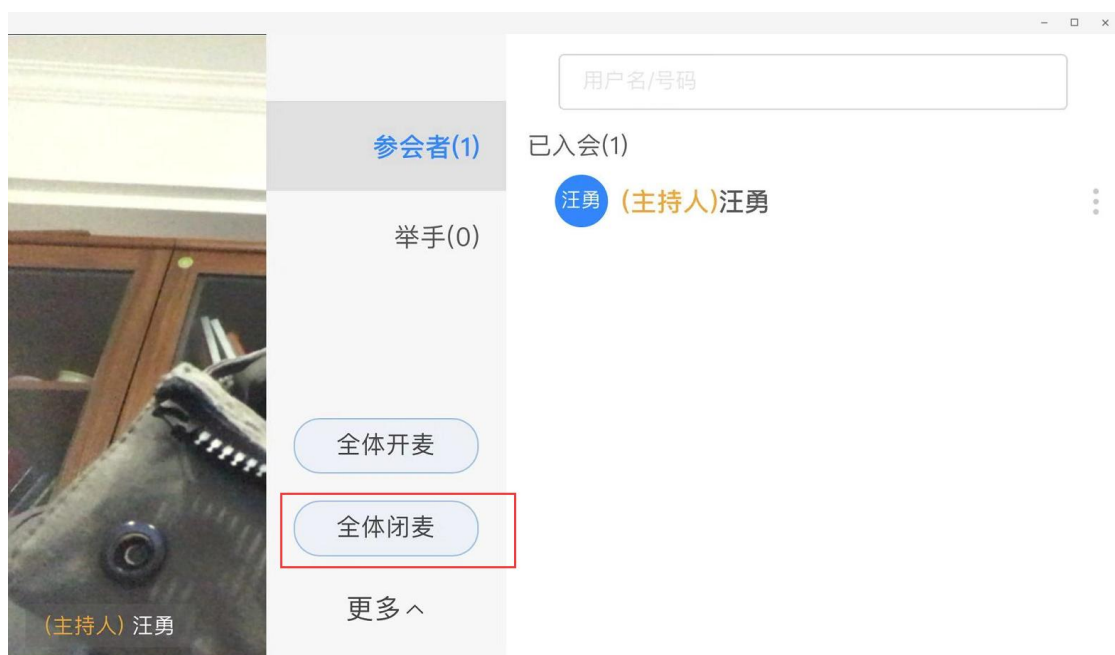 用户名/号码
参会者(1)
已入会(1)
汪勇
(主持人)汪勇
举手(0)
全体开麦
全体闭麦
更多
(主持人) 汪勇